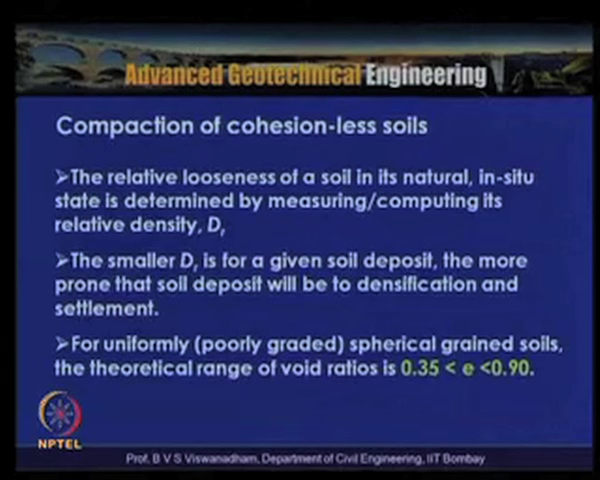 Advanced Geotechnical Engineering
Compaction of cohesion-less soils
➢The relative looseness of a soil in its natural, in-situ
state is determined by measuring/computing its
relative density, Dr
➢The smaller Dr is for a given soil deposit, the more
prone that soil deposit will be to densification and
settlement.
➢For uniformly (poorly graded) spherical grained soils,
the theoretical range of void ratios is 0.35 < e <0.90.
NPTEL
Prof. B V S Viswanadham, Department of Civil Engineering, IIT Bombay